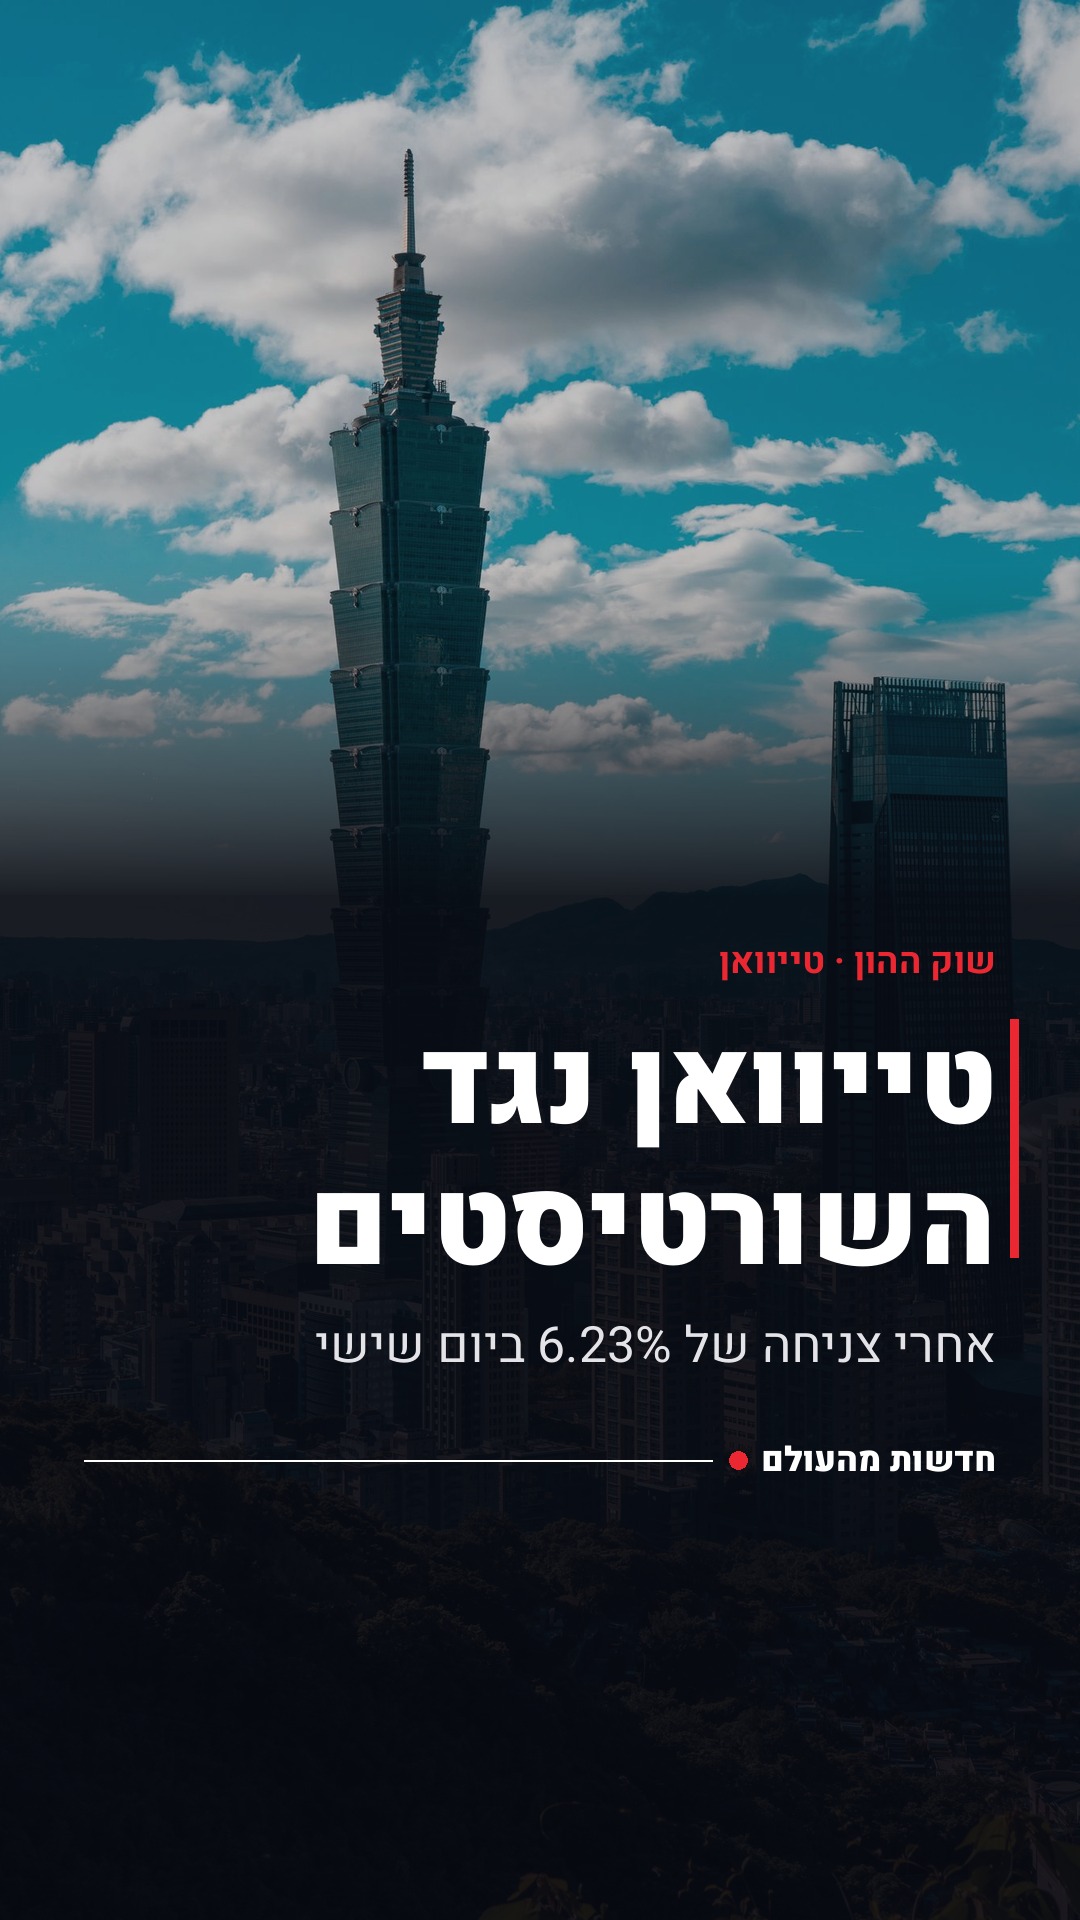 שוק ההון · טייוואן
טייוואן נגד
השורטיסטים
אחרי צניחה של 6.23% ביום שישי
חדשות מהעולם